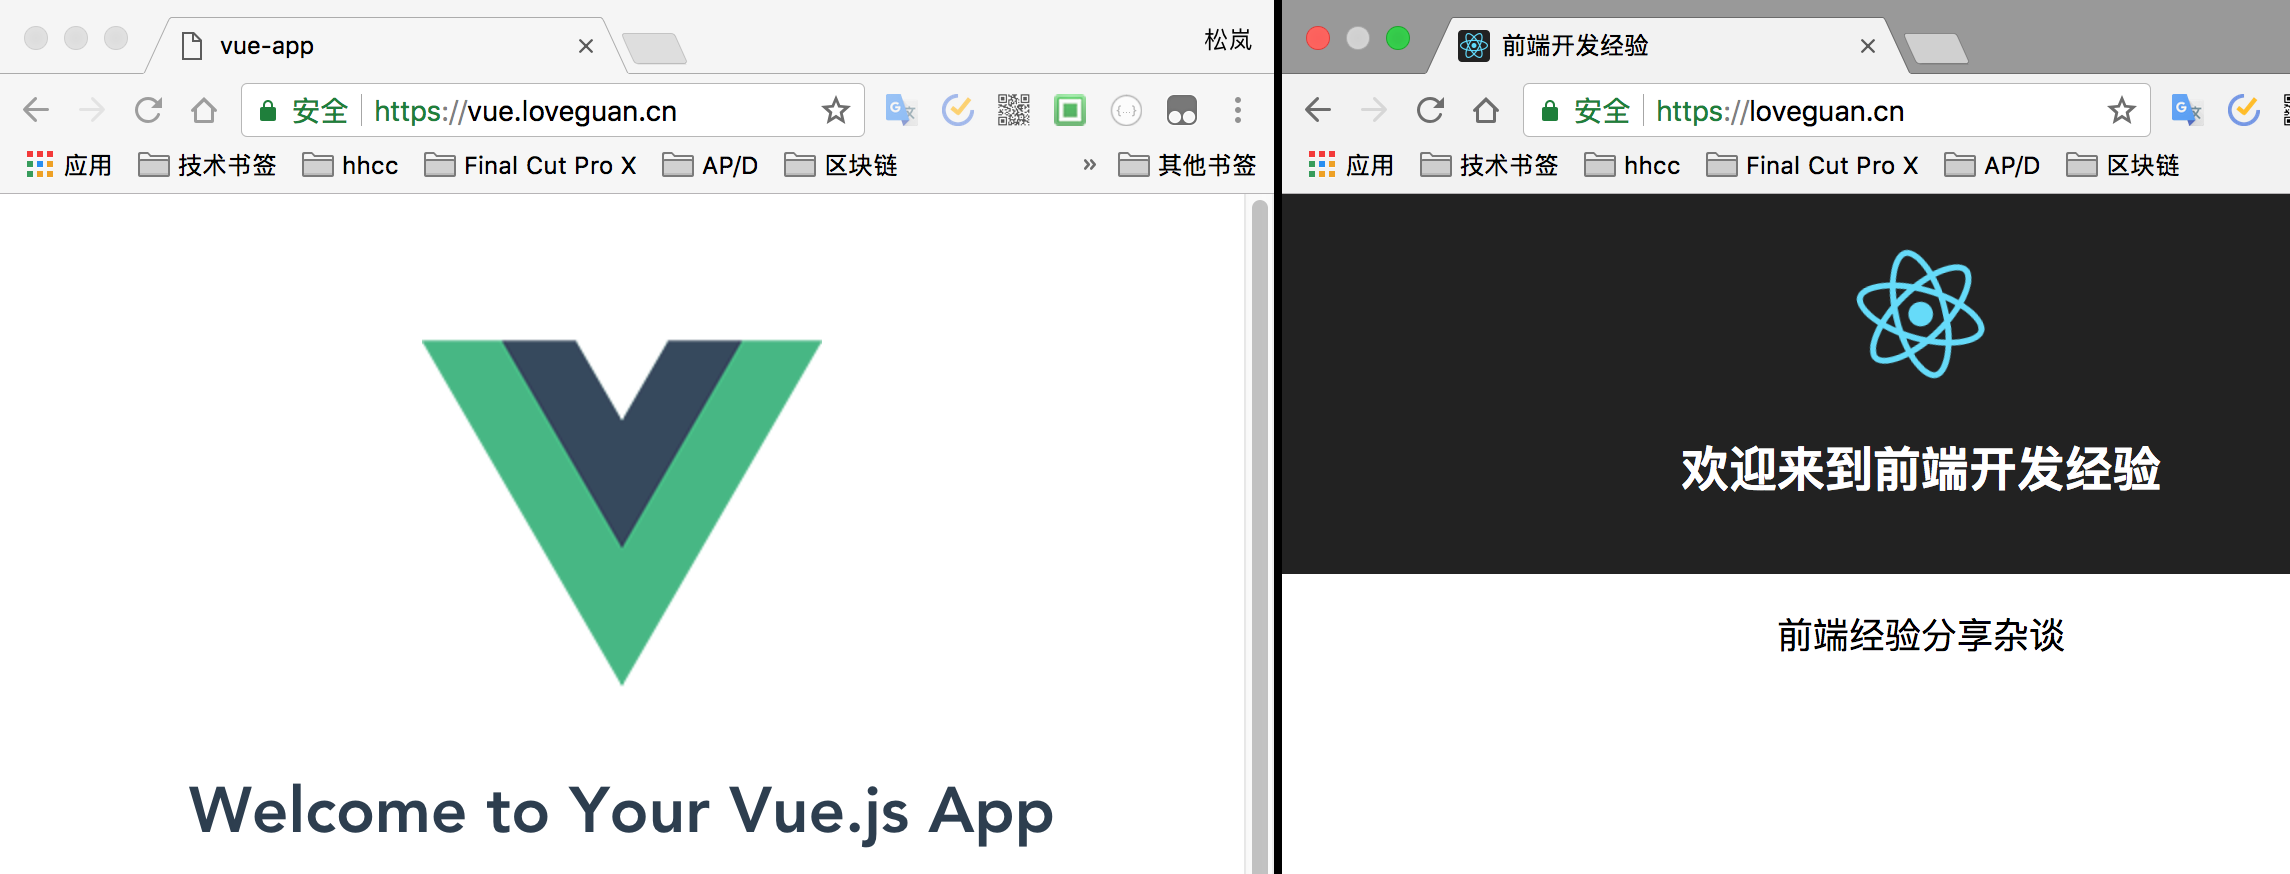 vue-app
松岚
安全 https://vue.loveguan.cn
应用 技术书签 hhcc Final Cut Pro X AP/D 区块链 » 其他书签
Welcome to Your Vue.js App
前端开发经验
安全 https://loveguan.cn
应用 技术书签 hhcc Final Cut Pro X AP/D 区块链
欢迎来到前端开发经验
前端经验分享杂谈